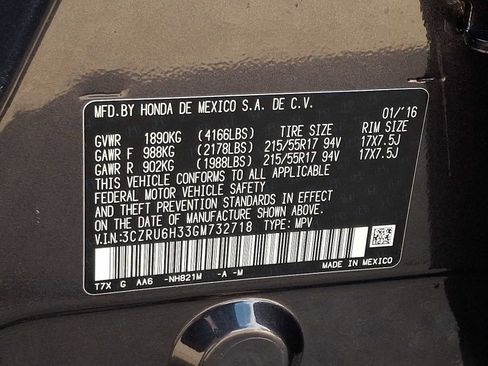 MFD.BY HONDA DE MEXICO S.A. DE C.V. 01/'16
GVWR 1890KG (4166LBS) TIRE SIZE RIM SIZE
GAWR F 988KG (2178LBS) 215/55R17 94V 17X7.5J
GAWR R 902KG (1988LBS) 215/55R17 94V 17X7.5J
THIS VEHICLE CONFORMS TO ALL APPLICABLE
FEDERAL MOTOR VEHICLE SAFETY
AND THEFT PREVENTION STANDARDS IN EFFECT
ON THE DATE OF MANUFACTURE SHOWN ABOVE.
V.I.N.:3CZRU6H33GM732718 TYPE: MPV
T7X G AA6 -NH821M -A -M MADE IN MEXICO